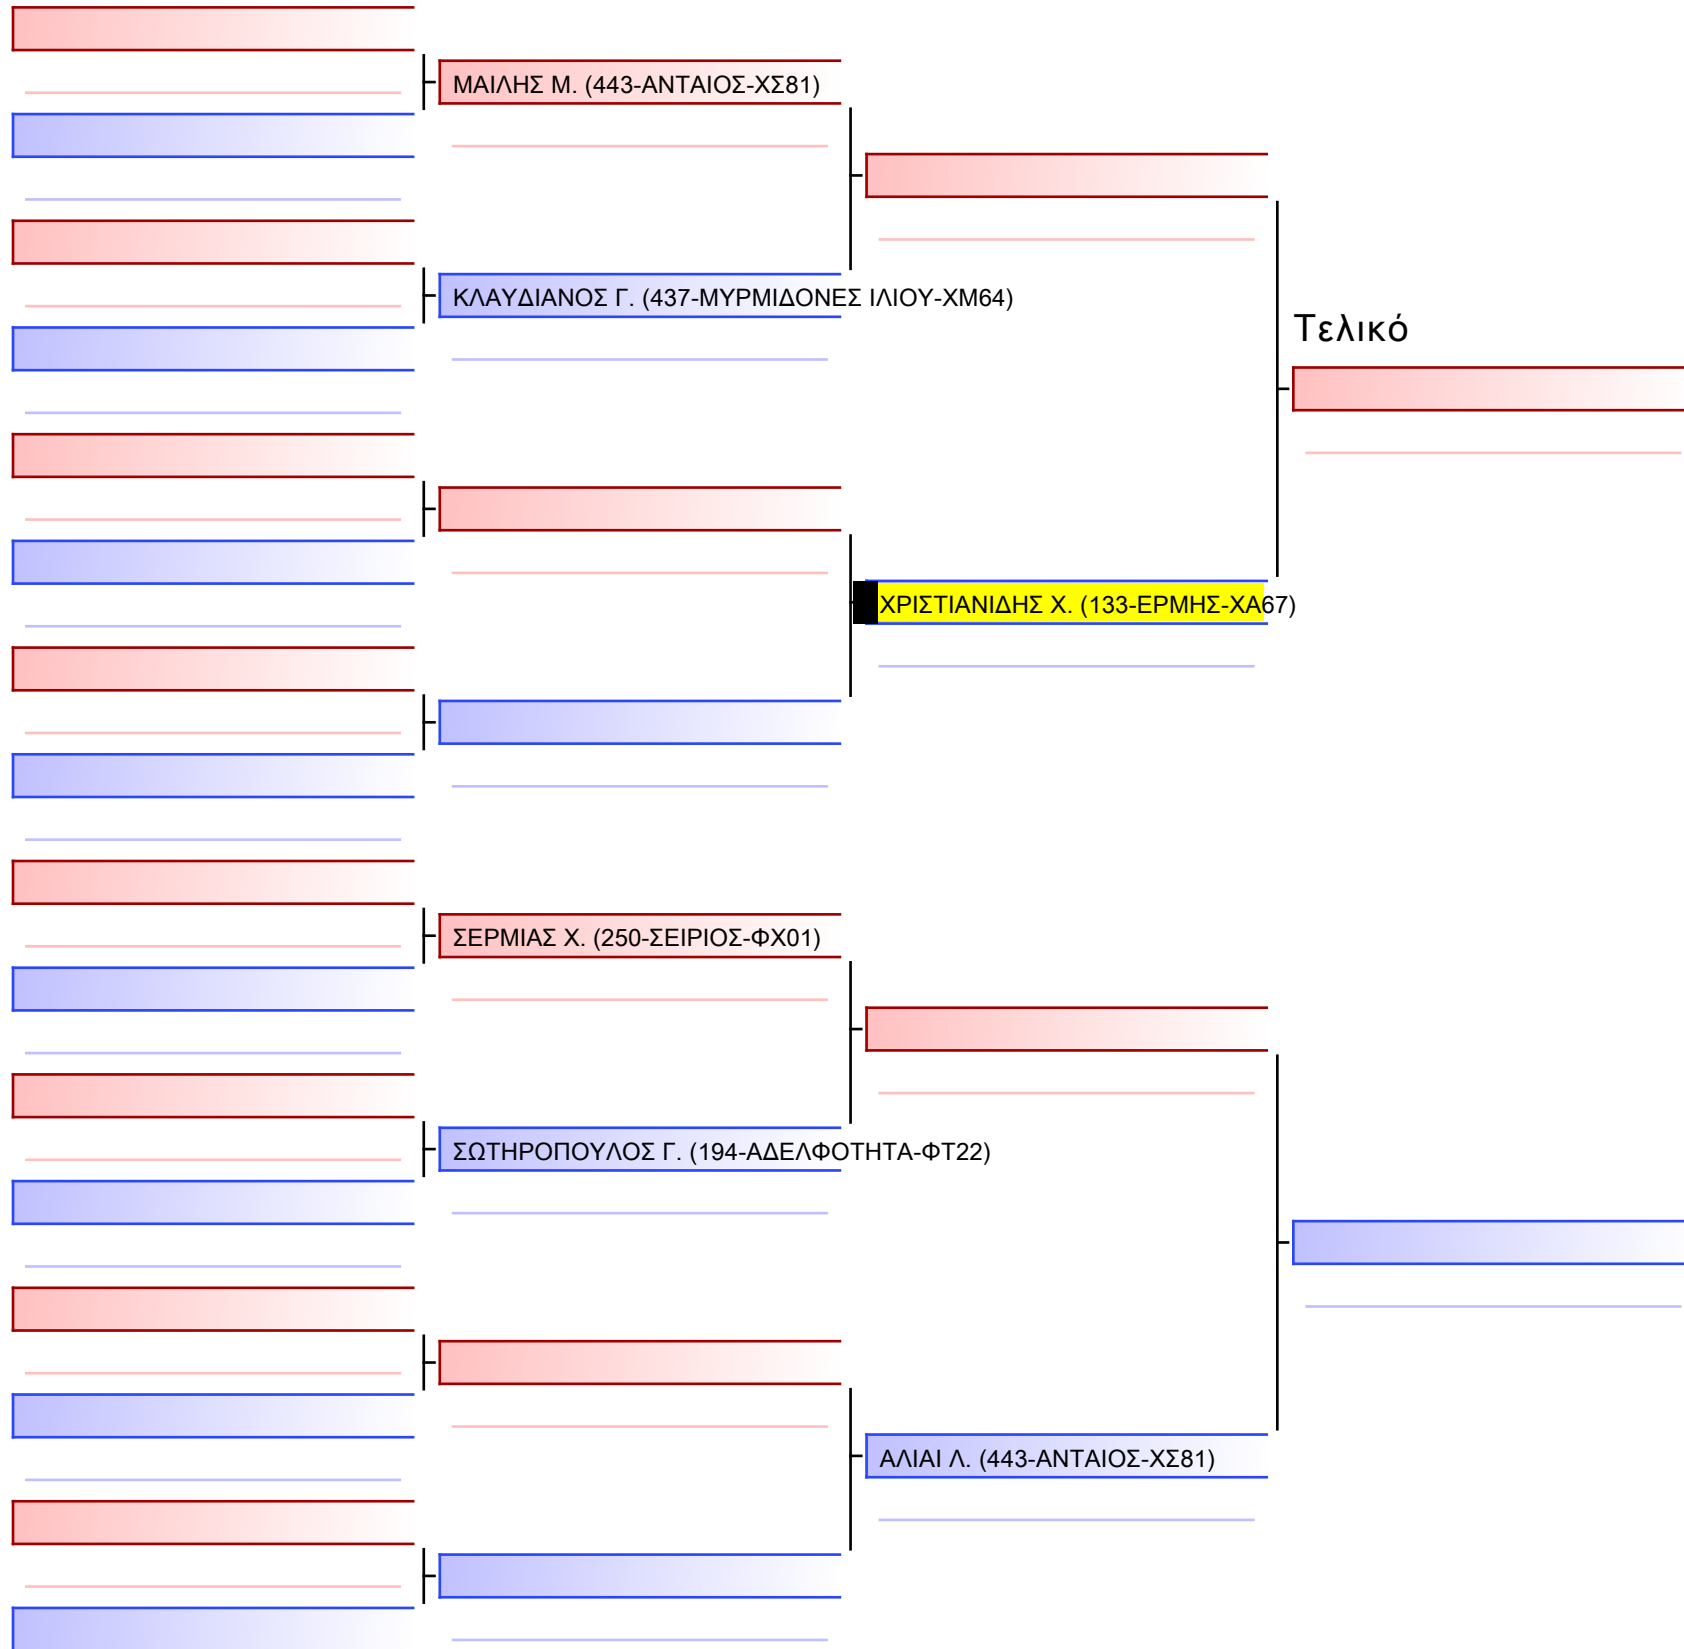 ΜΑΙΛΗΣ Μ. (443-ΑΝΤΑΙΟΣ-ΧΣ81)
ΚΛΑΥΔΙΑΝΟΣ Γ. (437-ΜΥΡΜΙΔΟΝΕΣ ΙΛΙΟΥ-ΧΜ64)
Τελικό
ΧΡΙΣΤΙΑΝΙΔΗΣ Χ. (133-ΕΡΜΗΣ-ΧΑ67)
ΣΕΡΜΙΑΣ Χ. (250-ΣΕΙΡΙΟΣ-ΦΧ01)
ΣΩΤΗΡΟΠΟΥΛΟΣ Γ. (194-ΑΔΕΛΦΟΤΗΤΑ-ΦΤ22)
ΑΛΙΑΙ Λ. (443-ΑΝΤΑΙΟΣ-ΧΣ81)